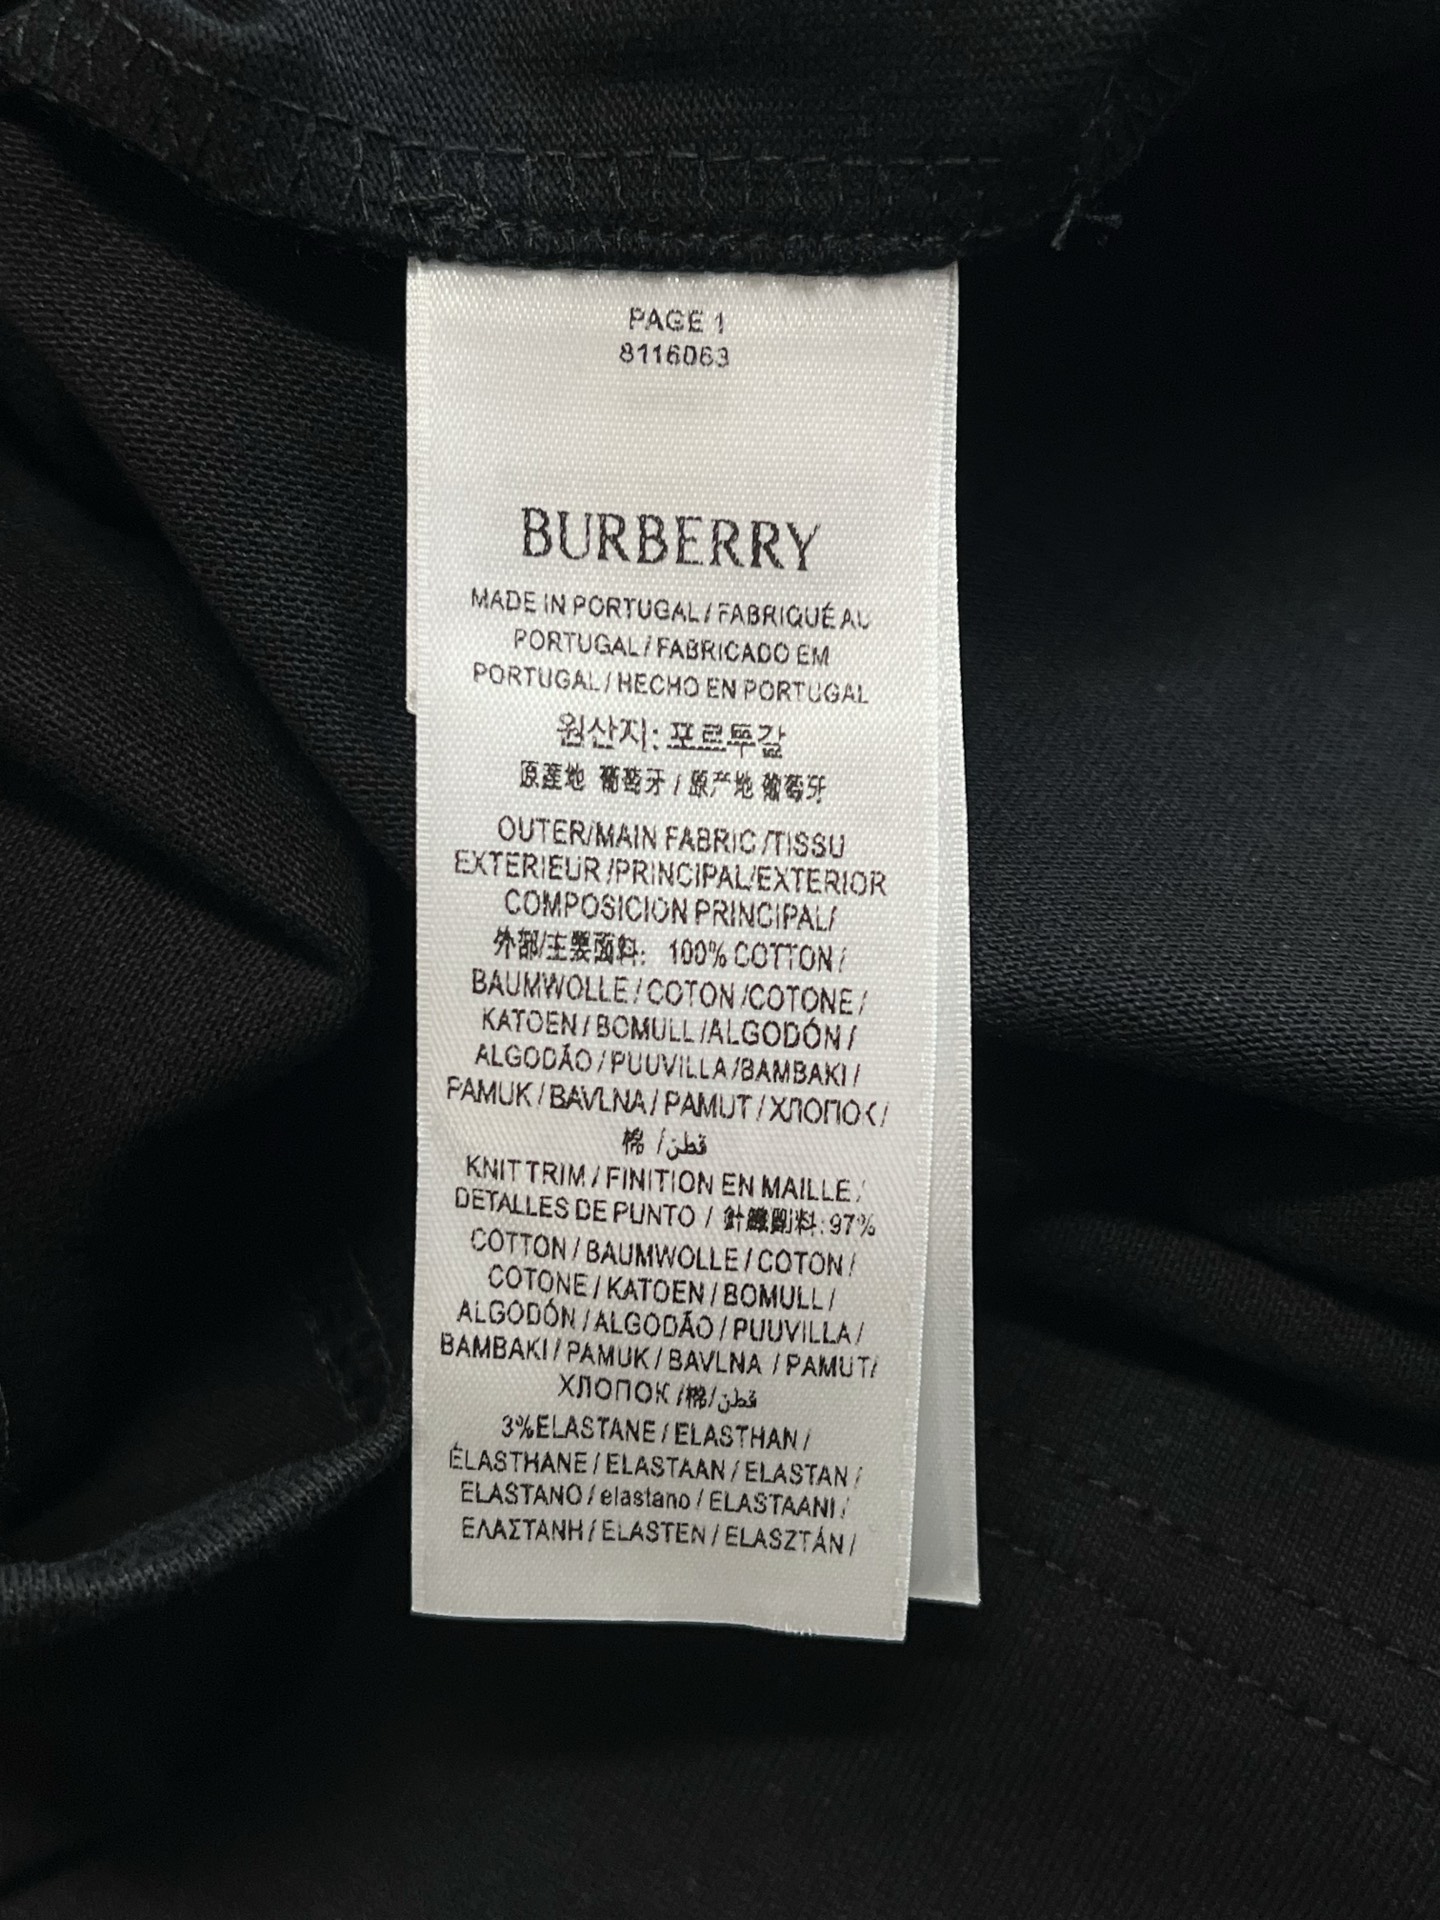 PAGE 1
8116063
BURBERRY
MADE IN PORTUGAL / FABRIQUÉ AU
PORTUGAL / FABRICADO EM
PORTUGAL / HECHO EN PORTUGAL
원산지: 포르투갈
原產地 葡萄牙 / 原产地 葡萄牙
OUTER/MAIN FABRIC /TISSU
EXTERIEUR /PRINCIPAL/EXTERIOR
COMPOSICION PRINCIPAL/
外部/主要面料: 100% COTTON /
BAUMWOLLE / COTON /COTONE /
KATOEN / BOMULL /ALGODÓN /
ALGODÃO / PUUVILLA /BAMBAKI /
PAMUK / BAVLNA / PAMUT / ХЛОПОК /
棉 /قطن
KNIT TRIM / FINITION EN MAILLE /
DETALLES DE PUNTO / 針織副料: 97%
COTTON / BAUMWOLLE / COTON /
COTONE / KATOEN / BOMULL /
ALGODÓN / ALGODÃO / PUUVILLA /
BAMBAKI / PAMUK / BAVLNA / PAMUT/
ХЛОПОК /棉/قطن
3%ELASTANE / ELASTHAN /
ÉLASTHANE / ELASTAAN / ELASTAN /
ELASTANO / elastano / ELASTAANI /
ΕΛΑΣΤΑΝΗ / ELASTEN / ELASZTÁN /